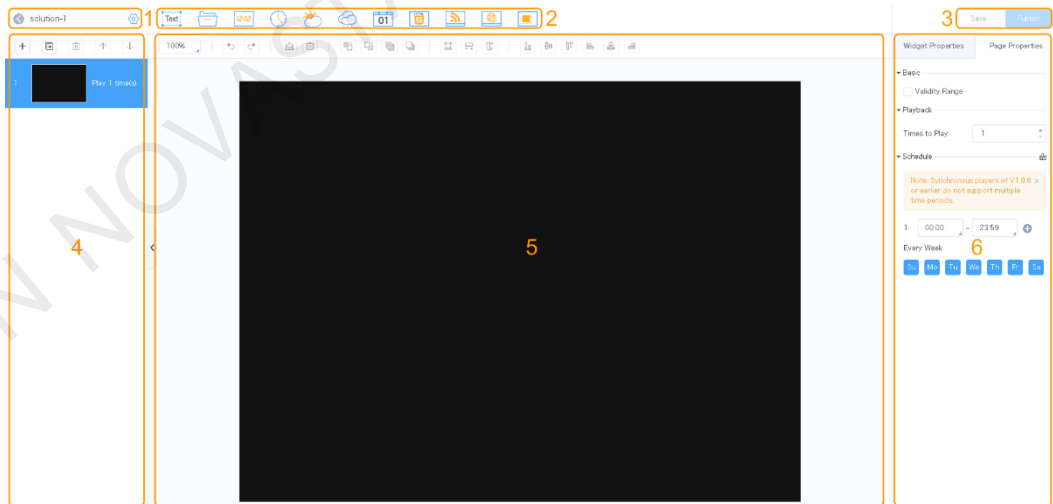 solution-1
1
Text
12:12
01
2
3
Save
Publish
100%
Widget Properties
Page Properties
1
Play 1 time(s)
Basic
Validity Range
Playback
Times to Play
1
Schedule
Note: Synchronous players of V1.8.0
or earlier do not support multiple
time periods.
1
00:00
–
23:59
Every Week
Su Mo Tu We Th Fr Sa
4
5
6
N NOVAST